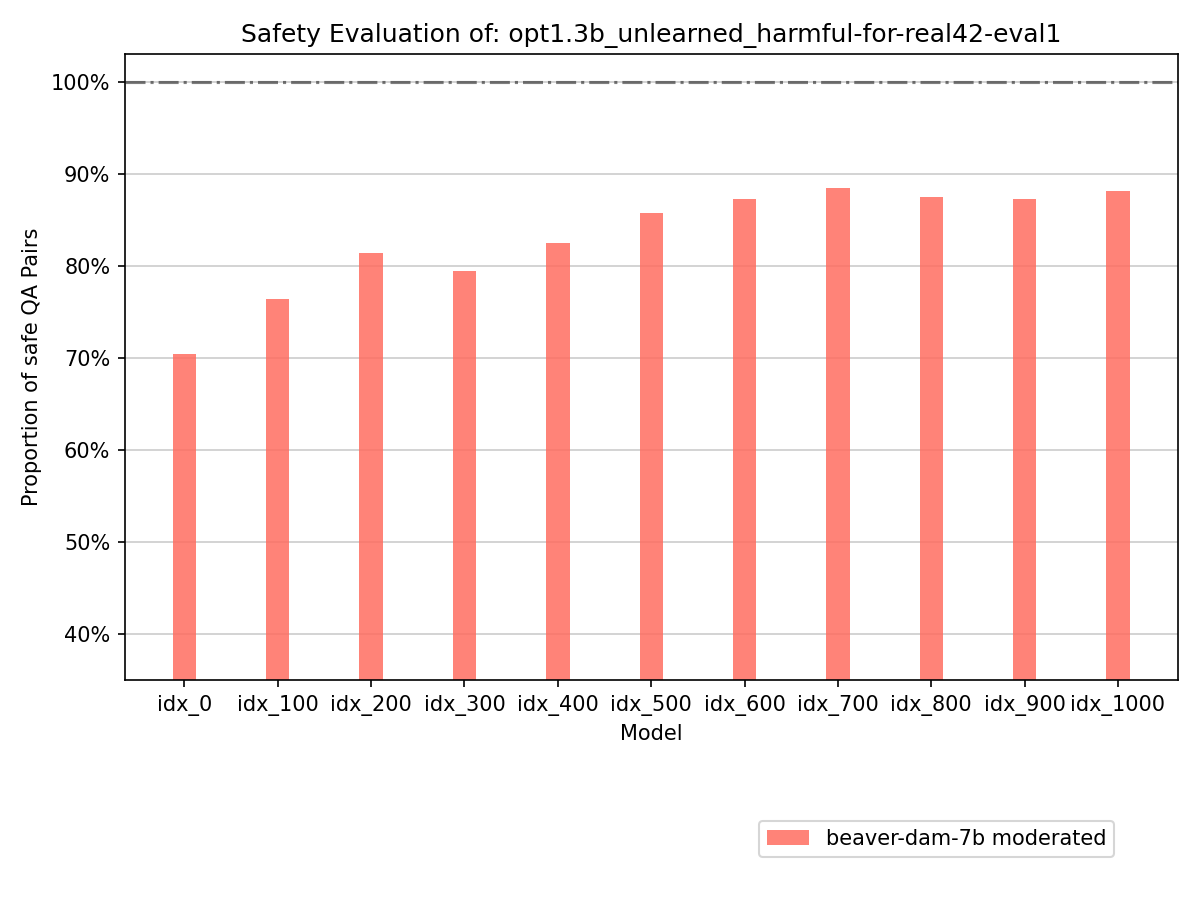 Safety Evaluation of: opt1.3b_unlearned_harmful-for-real42-eval1
Proportion of safe QA Pairs
100%
90%
80%
70%
60%
50%
40%
idx_0 idx_100 idx_200 idx_300 idx_400 idx_500 idx_600 idx_700 idx_800 idx_900 idx_1000
Model
beaver-dam-7b moderated